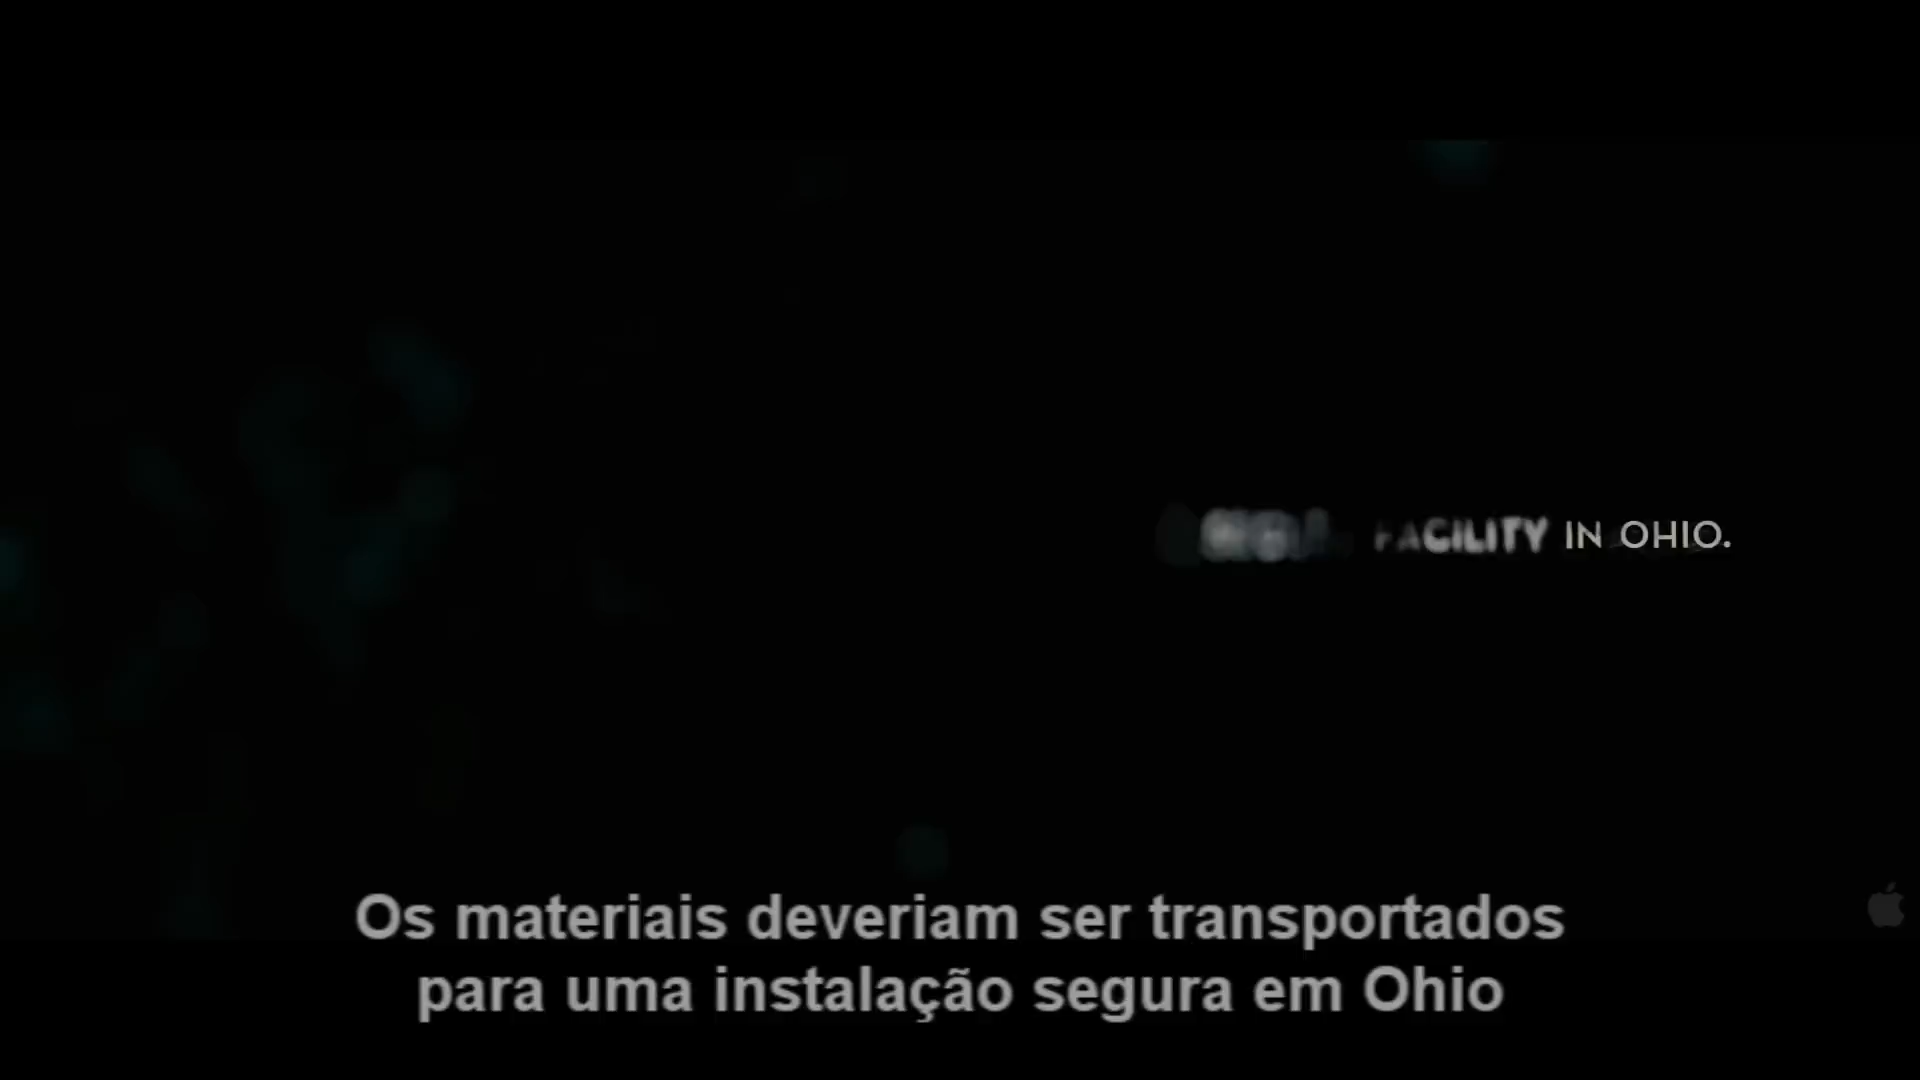 FACILITY IN OHIO.
Os materiais deveriam ser transportados
para uma instalação segura em Ohio